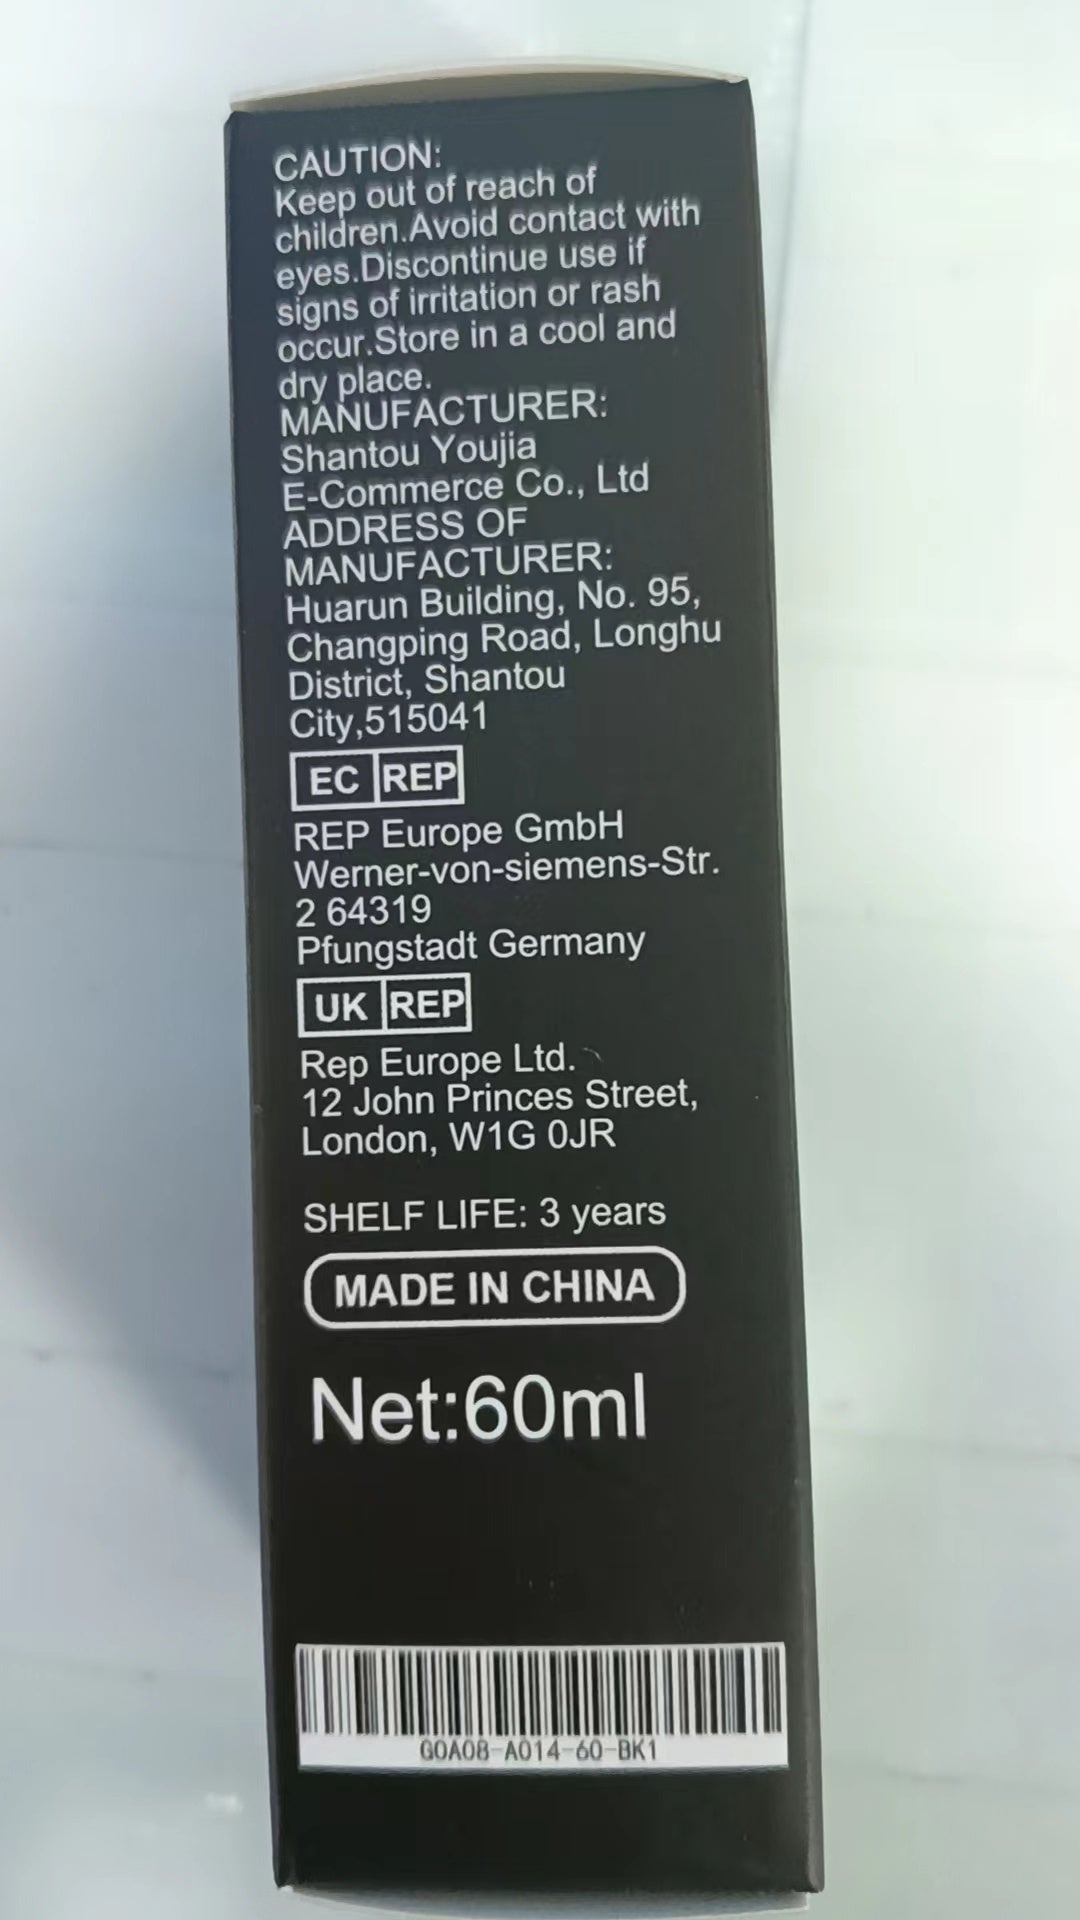 CAUTION:
Keep out of reach of
children.Avoid contact with
eyes.Discontinue use if
signs of irritation or rash
occur.Store in a cool and
dry place.
MANUFACTURER:
Shantou Youjia
E-Commerce Co., Ltd
ADDRESS OF
MANUFACTURER:
Huarun Building, No. 95,
Changping Road, Longhu
District, Shantou
City,515041
EC REP
REP Europe GmbH
Werner-von-siemens-Str.
2 64319
Pfungstadt Germany
UK REP
Rep Europe Ltd.
12 John Princes Street,
London, W1G 0JR
SHELF LIFE: 3 years
MADE IN CHINA
Net:60ml
G0A08-A014-60-BK1